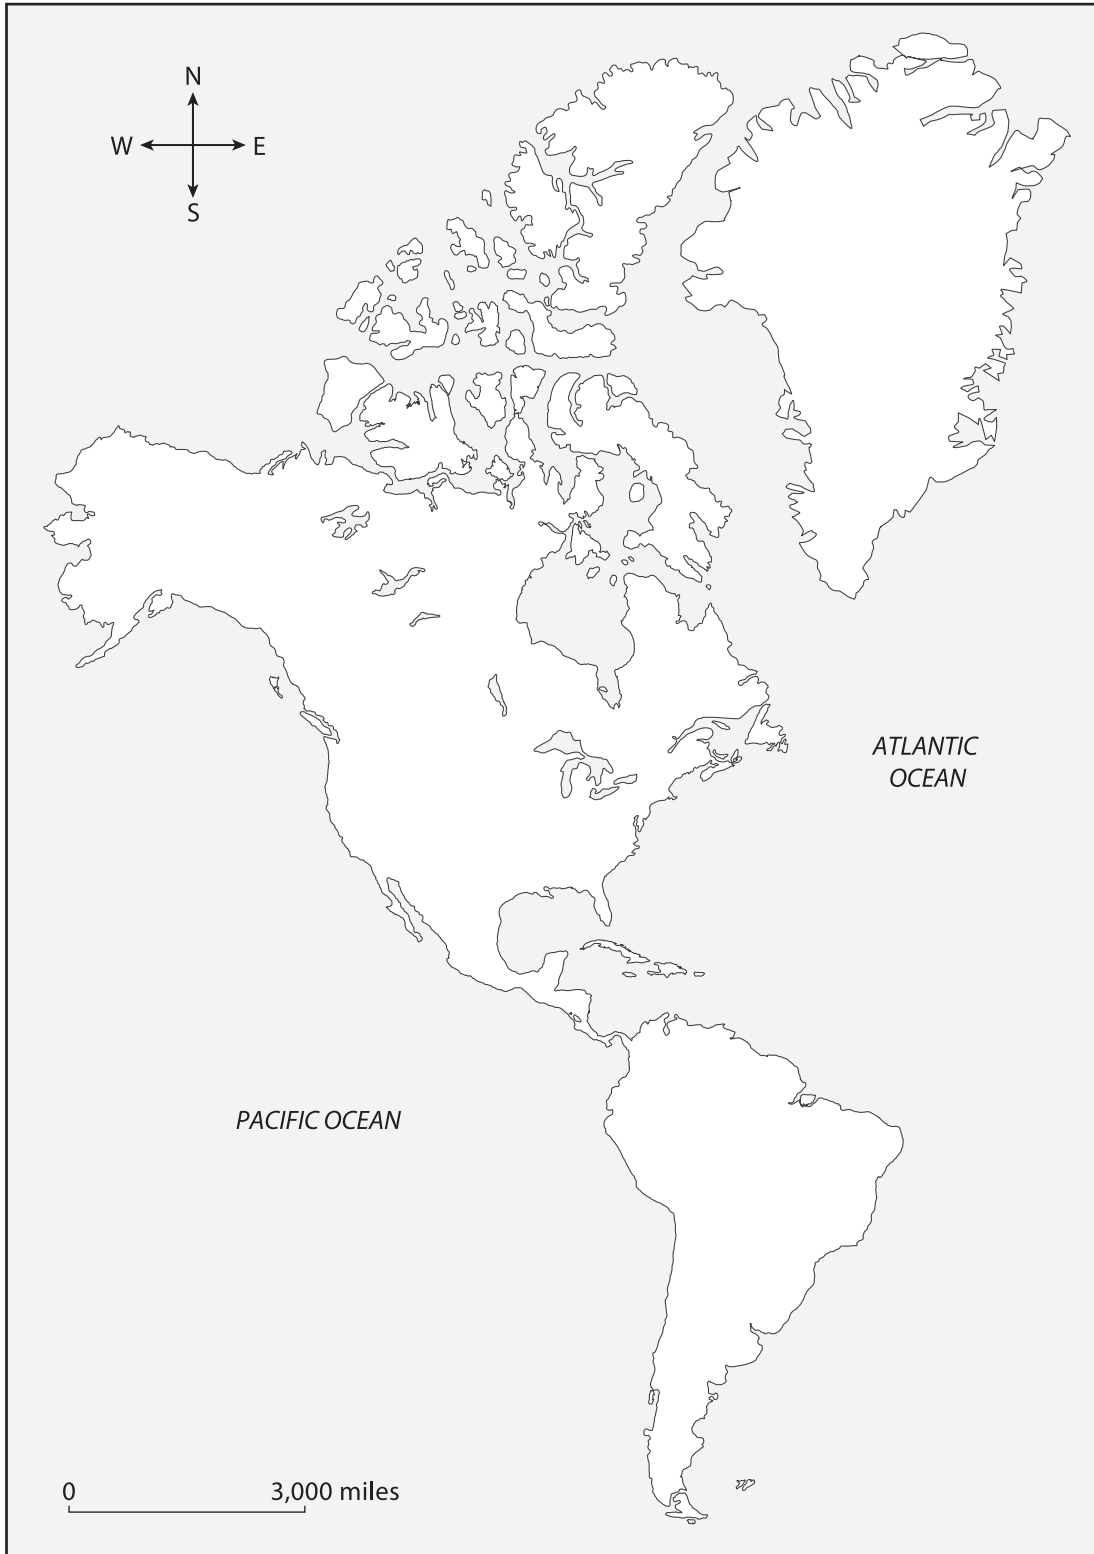 N
W E
S
ATLANTIC
OCEAN
PACIFIC OCEAN
0 3,000 miles